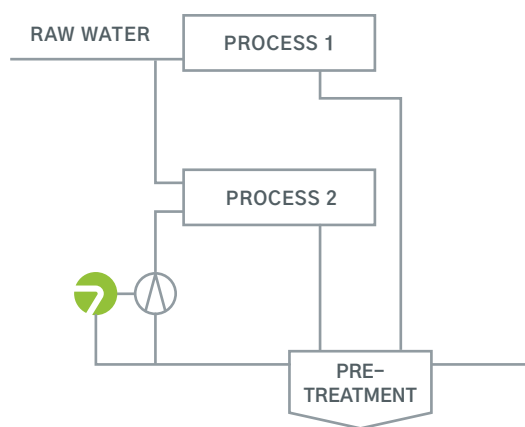 RAW WATER
PROCESS 1
PROCESS 2
PRE-
TREATMENT